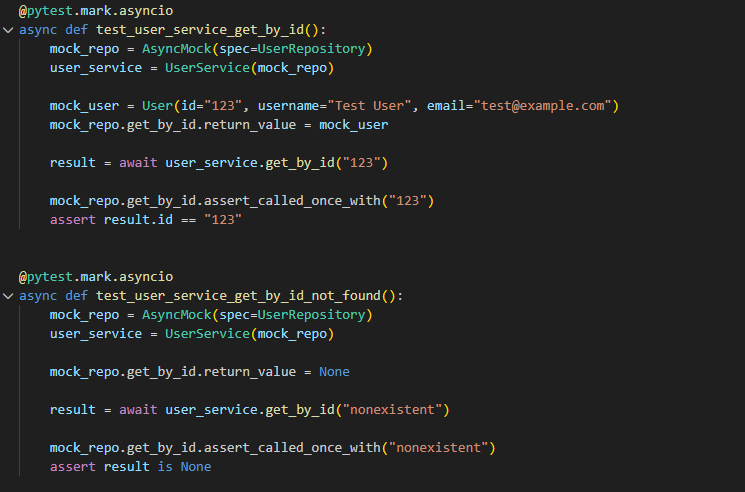 @pytest.mark.asyncio
async def test_user_service_get_by_id():
    mock_repo = AsyncMock(spec=UserRepository)
    user_service = UserService(mock_repo)

    mock_user = User(id="123", username="Test User", email="test@example.com")
    mock_repo.get_by_id.return_value = mock_user

    result = await user_service.get_by_id("123")

    mock_repo.get_by_id.assert_called_once_with("123")
    assert result.id == "123"


@pytest.mark.asyncio
async def test_user_service_get_by_id_not_found():
    mock_repo = AsyncMock(spec=UserRepository)
    user_service = UserService(mock_repo)

    mock_repo.get_by_id.return_value = None

    result = await user_service.get_by_id("nonexistent")

    mock_repo.get_by_id.assert_called_once_with("nonexistent")
    assert result is None